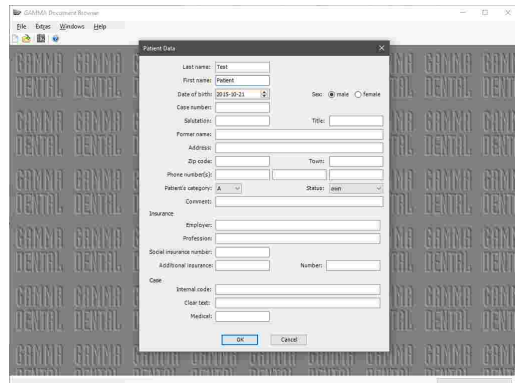 GAMMA Document Browser
File Extras Windows Help
Patient Data
Last name: Test
First name: Patient
Date of birth: 2015-10-21 Sex: male female
Case number:
Salutation: Title:
Former name:
Address:
Zip code: Town:
Phone number(s):
Patient's category: A Status: own
Comment:
Insurance
Employer:
Profession:
Social insurance number:
Additional insurance: Number:
Case
Internal code:
Clear text:
Medical:
OK Cancel
GAMMA
DENTAL